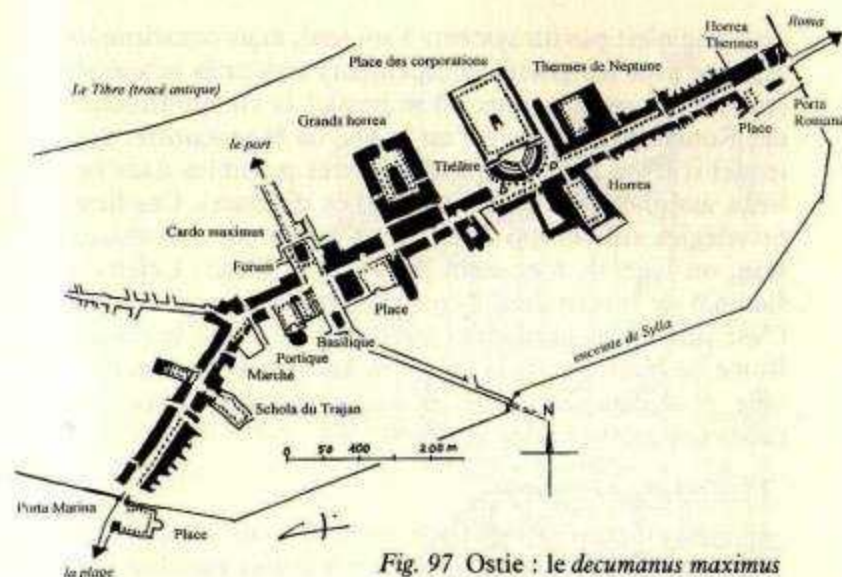 Horrea
Thermes
Roma
Place des corporations
Thermes de Neptune
Le Tibre (tracé antique)
Grands horrea
Porta
Romana
Place
le port
Théâtre
Horrea
Cardo maximus
Forum
Place
enceinte de Sylla
Basilique
Portique
Marché
N
Schola du Trajan
0 50 100 200 m
Porta Marina
Place
la plage
Fig. 97 Ostie : le decumanus maximus